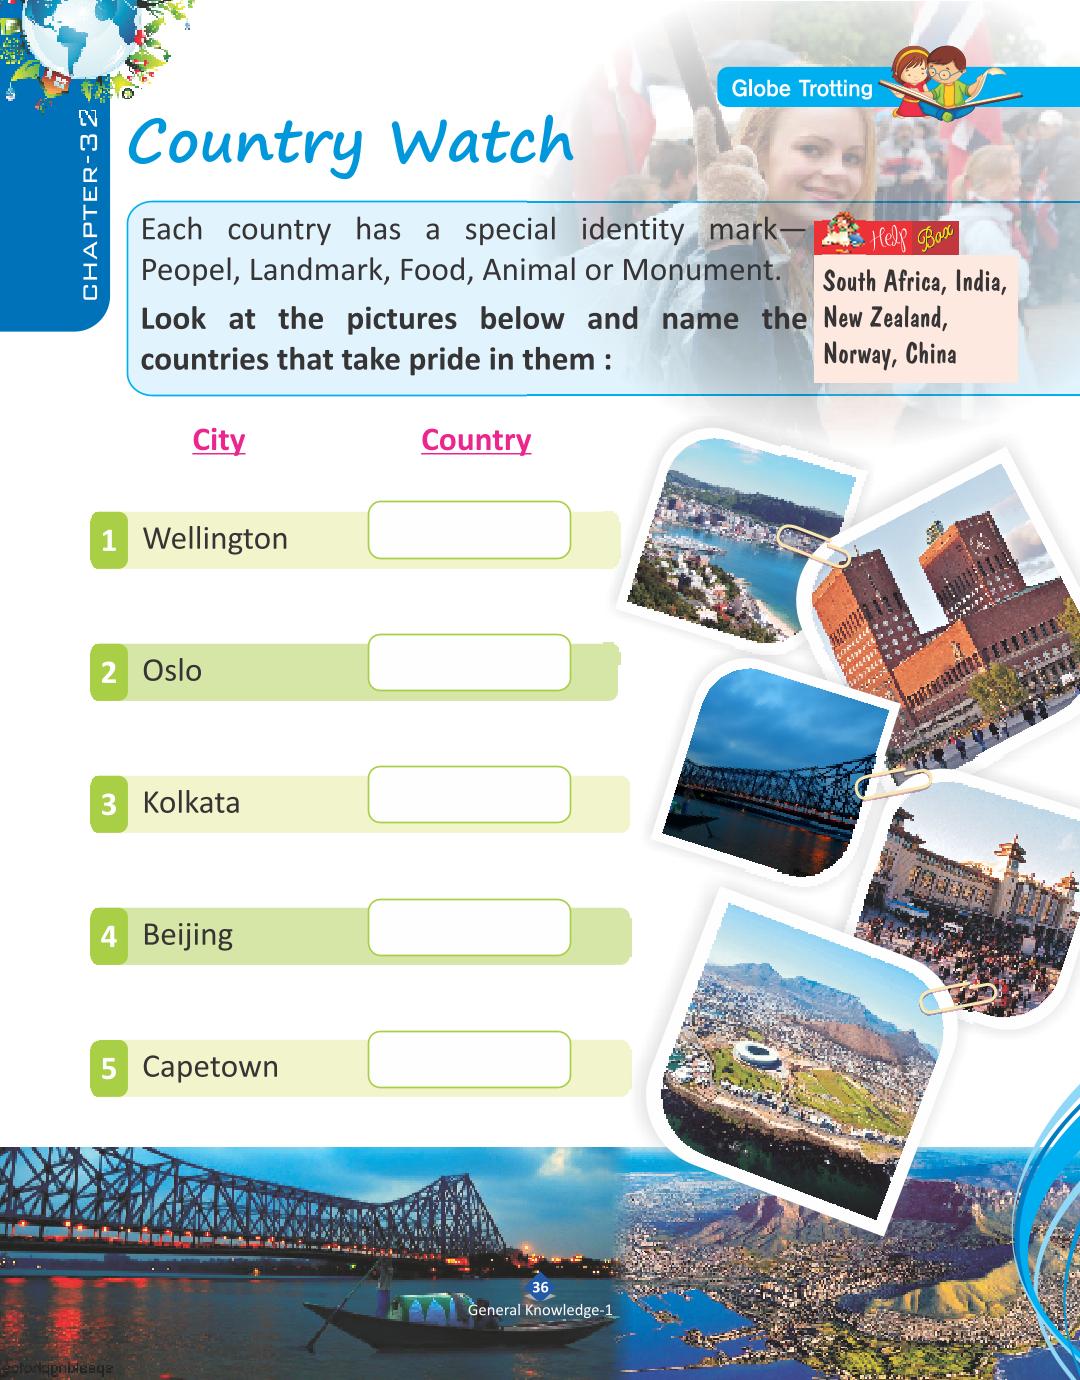 Globe Trotting
CHAPTER-32
Country Watch
Each country has a special identity mark—
Peopel, Landmark, Food, Animal or Monument.
Look at the pictures below and name the
countries that take pride in them :
Help Box
South Africa, India,
New Zealand,
Norway, China
City Country
1 Wellington
2 Oslo
3 Kolkata
4 Beijing
5 Capetown
36
General Knowledge-1